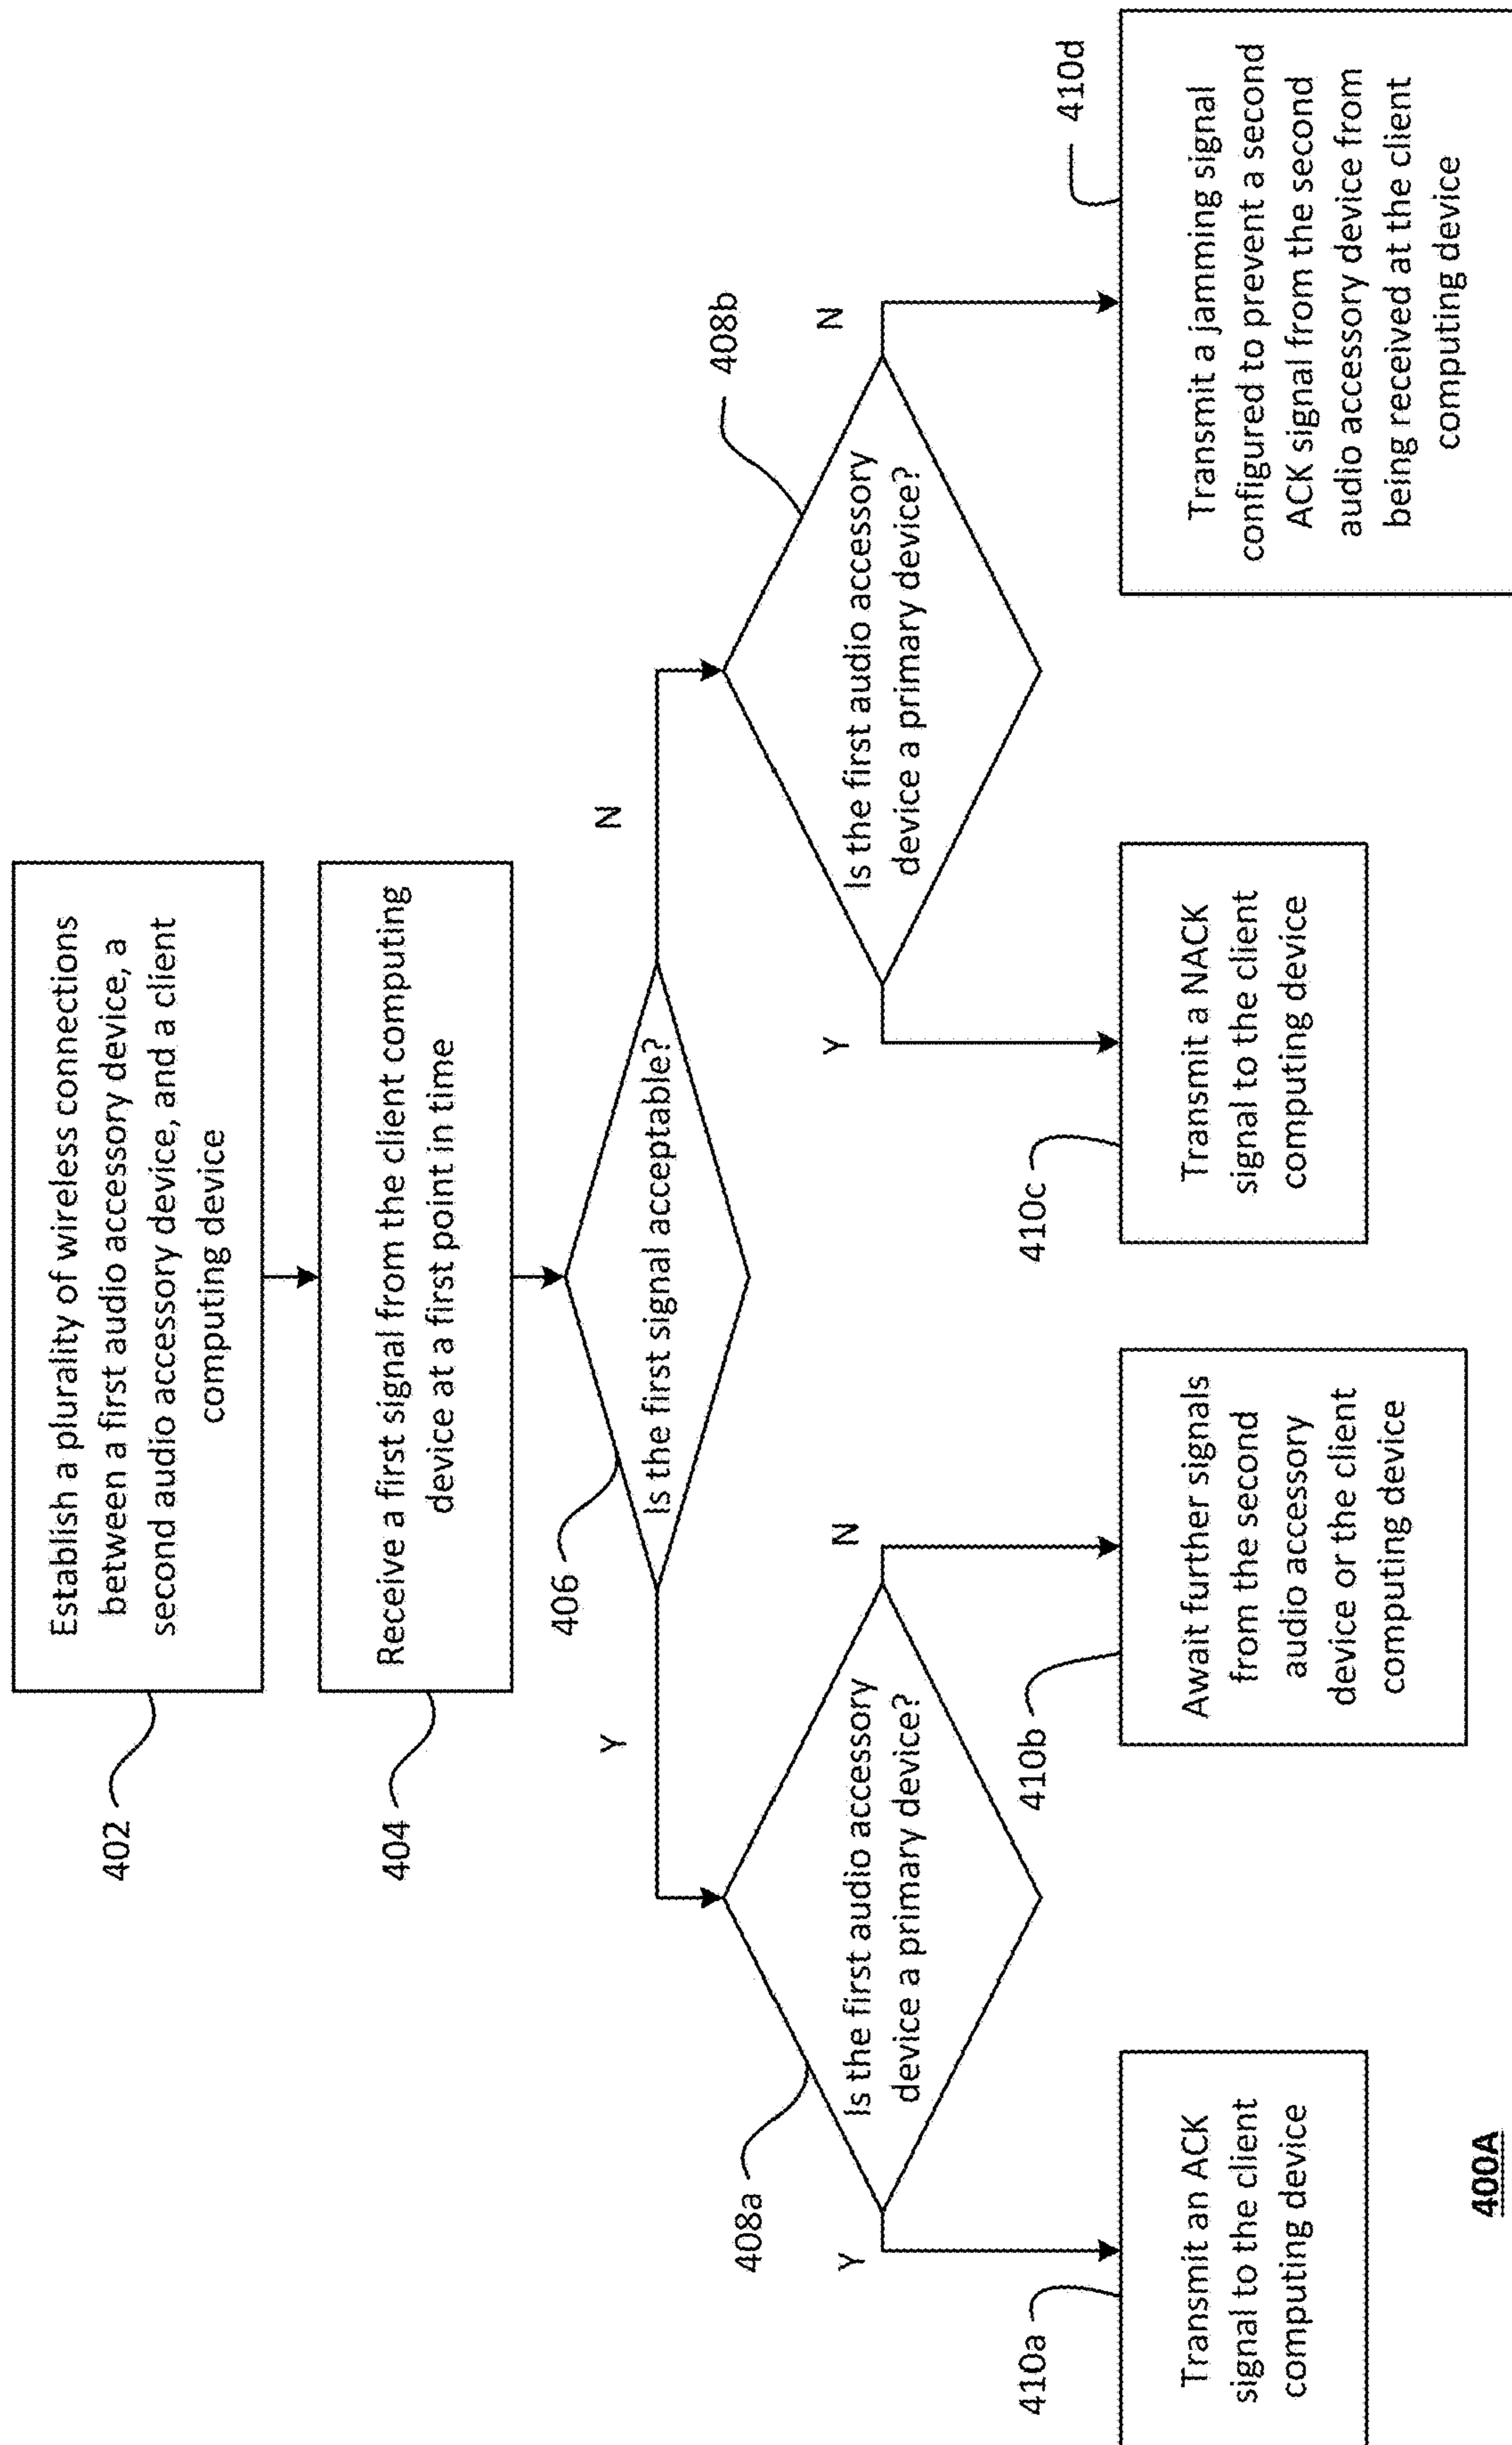 Establish a plurality of wireless connections
between a first audio accessory device, a
second audio accessory device, and a client
computing device
402
Receive a first signal from the client computing
device at a first point in time
404
Is the first signal acceptable?
406
Y
N
Is the first audio accessory
device a primary device?
408a
Y
N
Is the first audio accessory
device a primary device?
408b
Y
N
Transmit an ACK
signal to the client
computing device
410a
Await further signals
from the second
audio accessory
device or the client
computing device
410b
Transmit a NACK
signal to the client
computing device
410c
Transmit a jamming signal
configured to prevent a second
ACK signal from the second
audio accessory device from
being received at the client
computing device
410d
400A